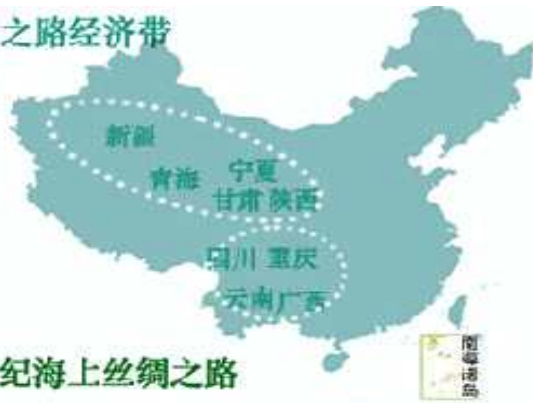 之路经济带
新疆
青海
宁夏
甘肃 陕西
四川 重庆
云南广西
纪海上丝绸之路
南海诸岛